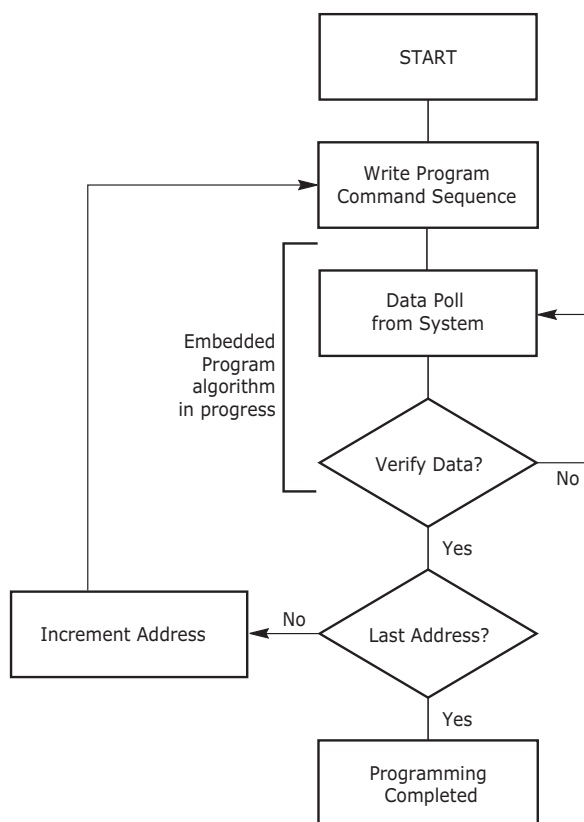 START
Write Program
Command Sequence
Data Poll
from System
Embedded
Program
algorithm
in progress
Verify Data?
No
Yes
No
Increment Address
Last Address?
Yes
Programming
Completed